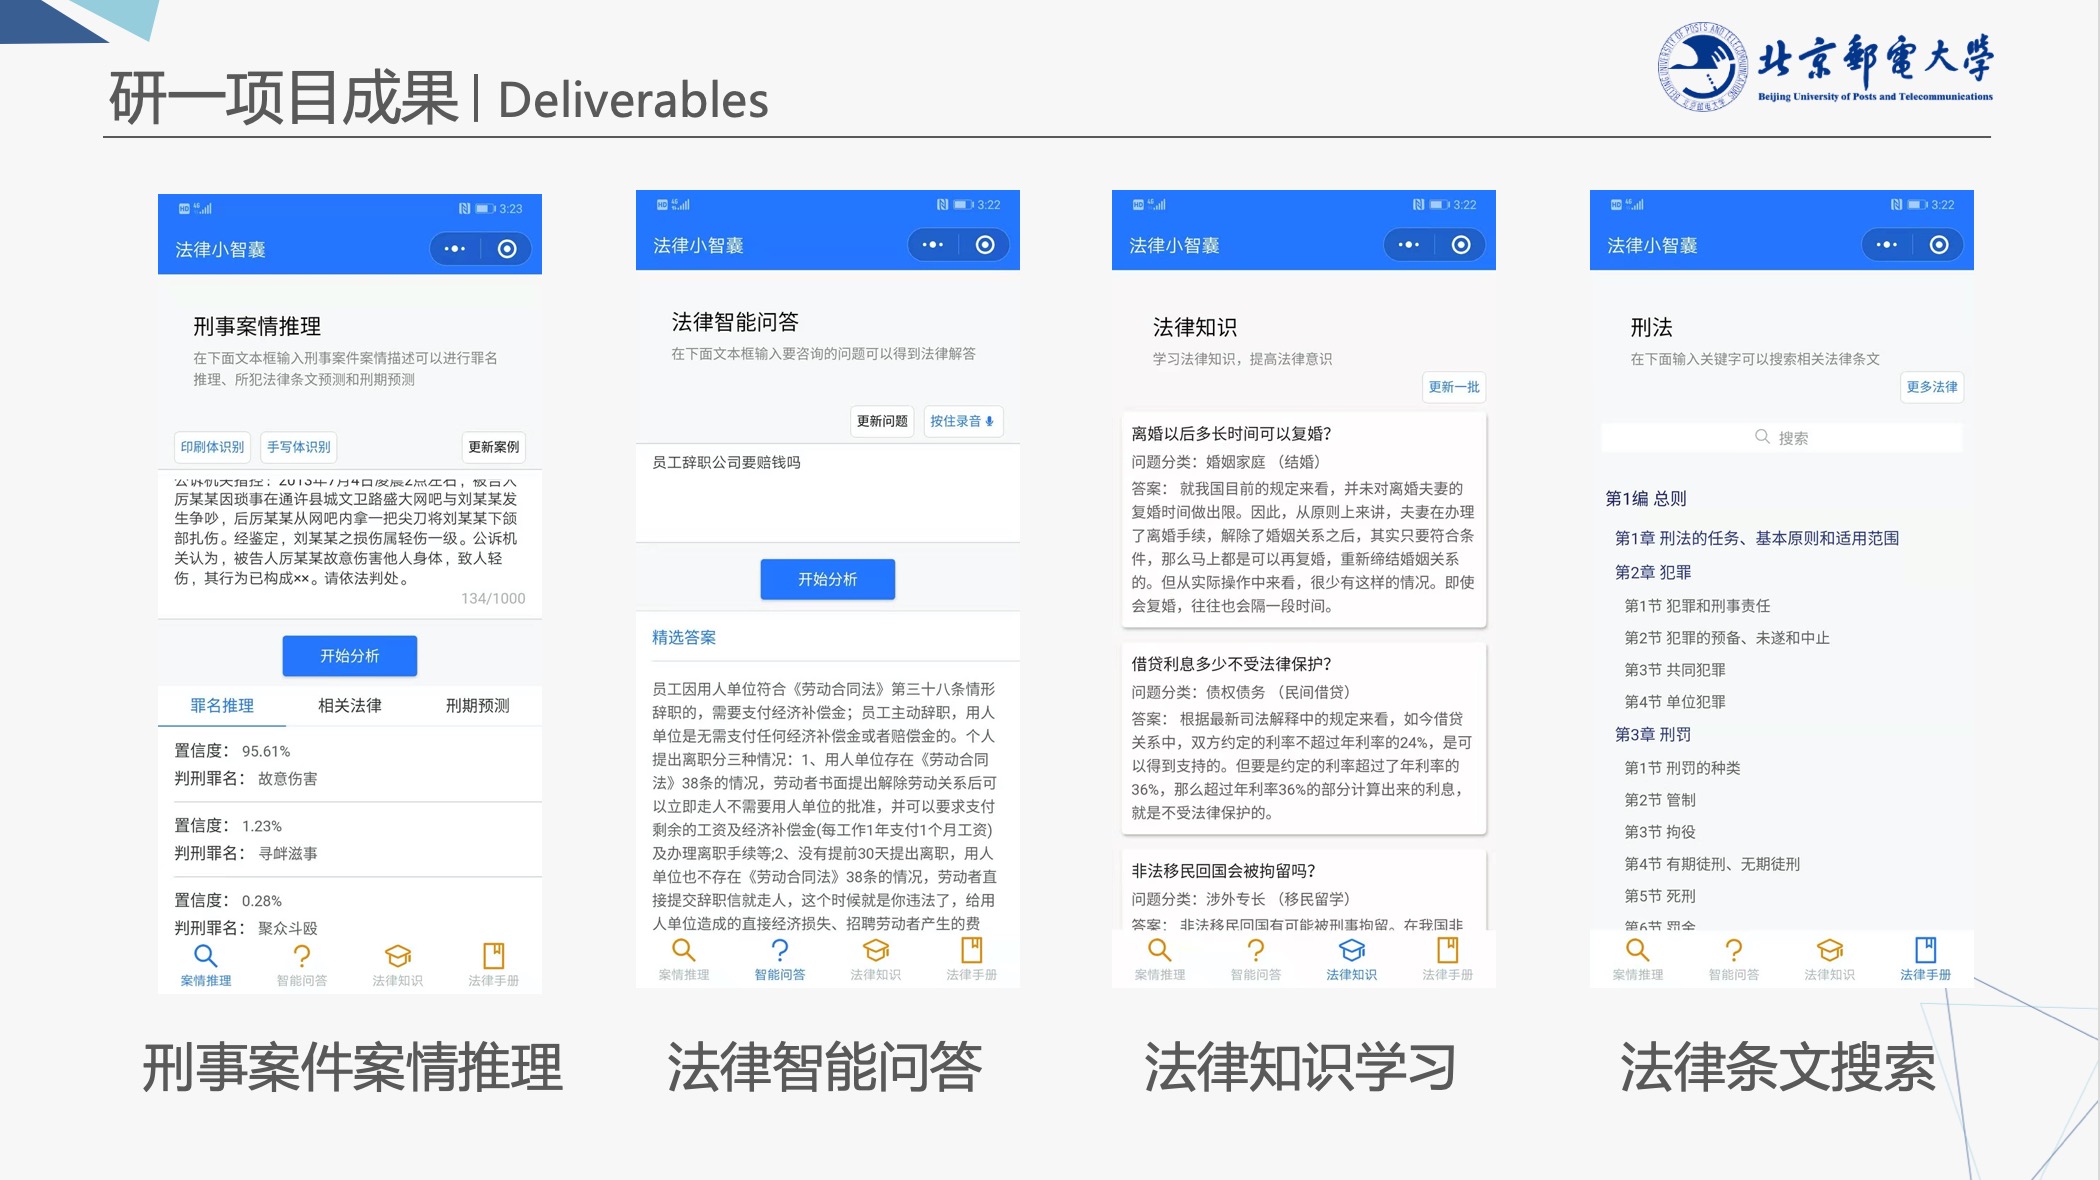 研一项目成果| Deliverables
北京郵電大学
Beijing University of Posts and Telecommunications
3:23
法律小智囊
刑事案情推理
在下面文本框输入刑事案件案情描述可以进行罪名
推理、所犯法律条文预测和刑期预测
印刷体识别 手写体识别 更新案例
公诉机关指控：2013年7月4日凌晨2点左右，被告人
厉某某因琐事在通许县城文卫路盛大网吧与刘某某发
生争吵，后厉某某从网吧内拿一把尖刀将刘某某下颌
部扎伤。经鉴定，刘某某之损伤属轻伤一级。公诉机
关认为，被告人厉某某故意伤害他人身体，致人轻
伤，其行为已构成××。请依法判处。
134/1000
开始分析
罪名推理 相关法律 刑期预测
置信度： 95.61%
判刑罪名： 故意伤害
置信度： 1.23%
判刑罪名： 寻衅滋事
置信度： 0.28%
判刑罪名： 聚众斗殴
案情推理 智能问答 法律知识 法律手册
刑事案件案情推理
3:22
法律小智囊
法律智能问答
在下面文本框输入要咨询的问题可以得到法律解答
更新问题 按住录音
员工辞职公司要赔钱吗
开始分析
精选答案
员工因用人单位符合《劳动合同法》第三十八条情形
辞职的，需要支付经济补偿金；员工主动辞职，用人
单位是无需支付任何经济补偿金或者赔偿金的。个人
提出离职分三种情况：1、用人单位存在《劳动合同
法》38条的情况，劳动者书面提出解除劳动关系后可
以立即走人不需要用人单位的批准，并可以要求支付
剩余的工资及经济补偿金(每工作1年支付1个月工资)
及办理离职手续等;2、没有提前30天提出离职，用人
单位也不存在《劳动合同法》38条的情况，劳动者直
接提交辞职信就走人，这个时候就是你违法了，给用
人单位造成的直接经济损失、招聘劳动者产生的费
案情推理 智能问答 法律知识 法律手册
法律智能问答
3:22
法律小智囊
法律知识
学习法律知识，提高法律意识
更新一批
离婚以后多长时间可以复婚？
问题分类：婚姻家庭 （结婚）
答案： 就我国目前的规定来看，并未对离婚夫妻的
复婚时间做出限。因此，从原则上来讲，夫妻在办理
了离婚手续，解除了婚姻关系之后，其实只要符合条
件，那么马上都是可以再复婚，重新缔结婚姻关系
的。但从实际操作中来看，很少有这样的情况。即使
会复婚，往往也会隔一段时间。
借贷利息多少不受法律保护？
问题分类：债权债务 （民间借贷）
答案： 根据最新司法解释中的规定来看，如今借贷
关系中，双方约定的利率不超过年利率的24%，是可
以得到支持的。但要是约定的利率超过了年利率的
36%，那么超过年利率36%的部分计算出来的利息，
就是不受法律保护的。
非法移民回国会被拘留吗？
问题分类：涉外专长 （移民留学）
答案： 非法移民回国有可能被刑事拘留。在我国非
案情推理 智能问答 法律知识 法律手册
法律知识学习
3:22
法律小智囊
刑法
在下面输入关键字可以搜索相关法律条文
更多法律
搜索
第1编 总则
第1章 刑法的任务、基本原则和适用范围
第2章 犯罪
第1节 犯罪和刑事责任
第2节 犯罪的预备、未遂和中止
第3节 共同犯罪
第4节 单位犯罪
第3章 刑罚
第1节 刑罚的种类
第2节 管制
第3节 拘役
第4节 有期徒刑、无期徒刑
第5节 死刑
第6节 罚金
案情推理 智能问答 法律知识 法律手册
法律条文搜索